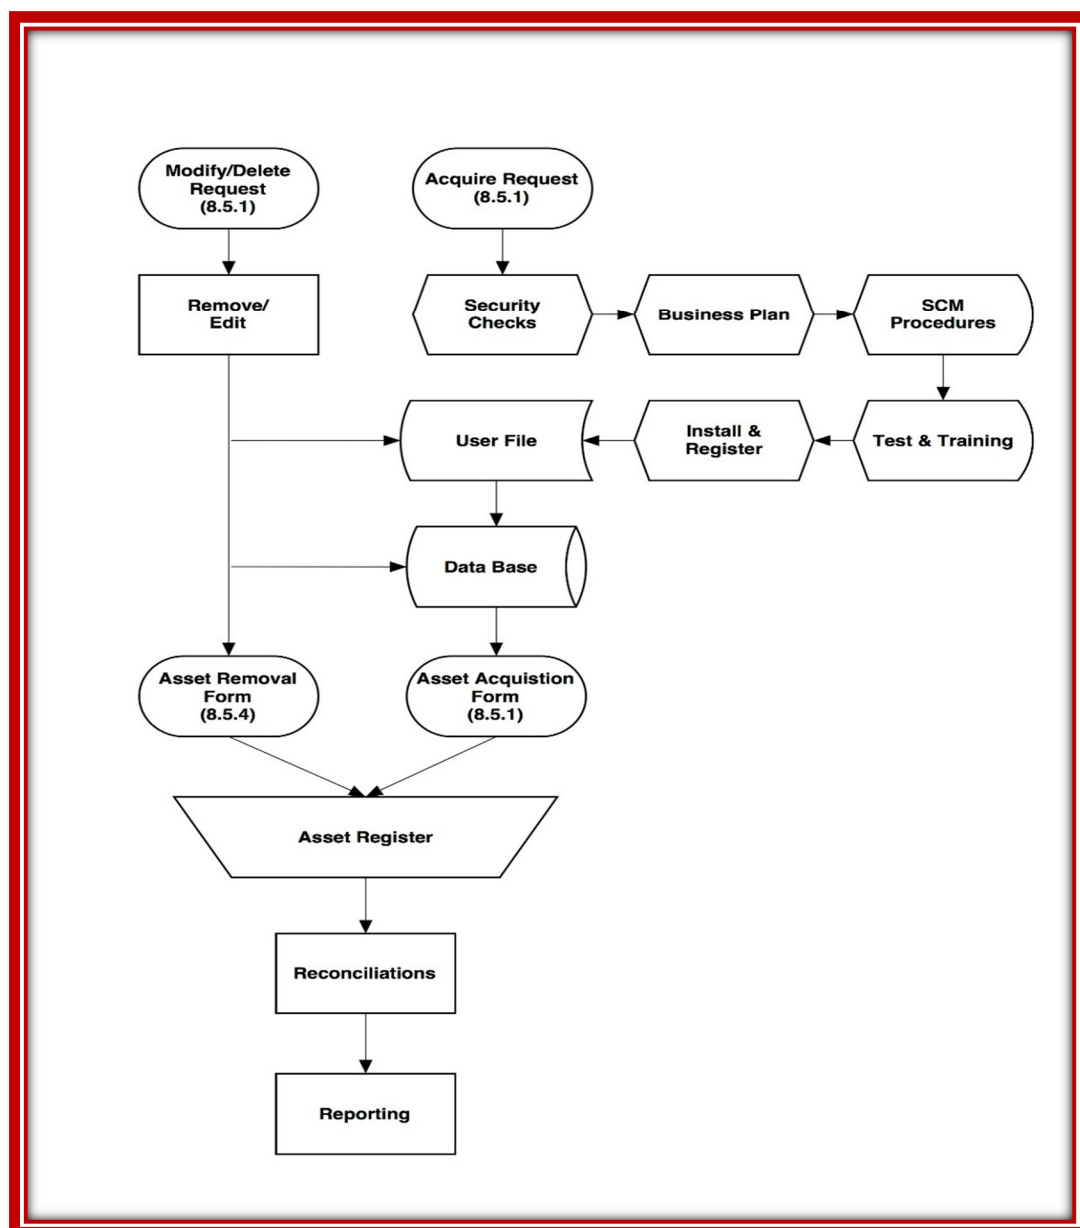 Modify/Delete
Request
(8.5.1)
Acquire Request
(8.5.1)
Remove/
Edit
Security
Checks
Business Plan
SCM
Procedures
User File
Install &
Register
Test & Training
Data Base
Asset Removal
Form
(8.5.4)
Asset Acquistion
Form
(8.5.1)
Asset Register
Reconciliations
Reporting